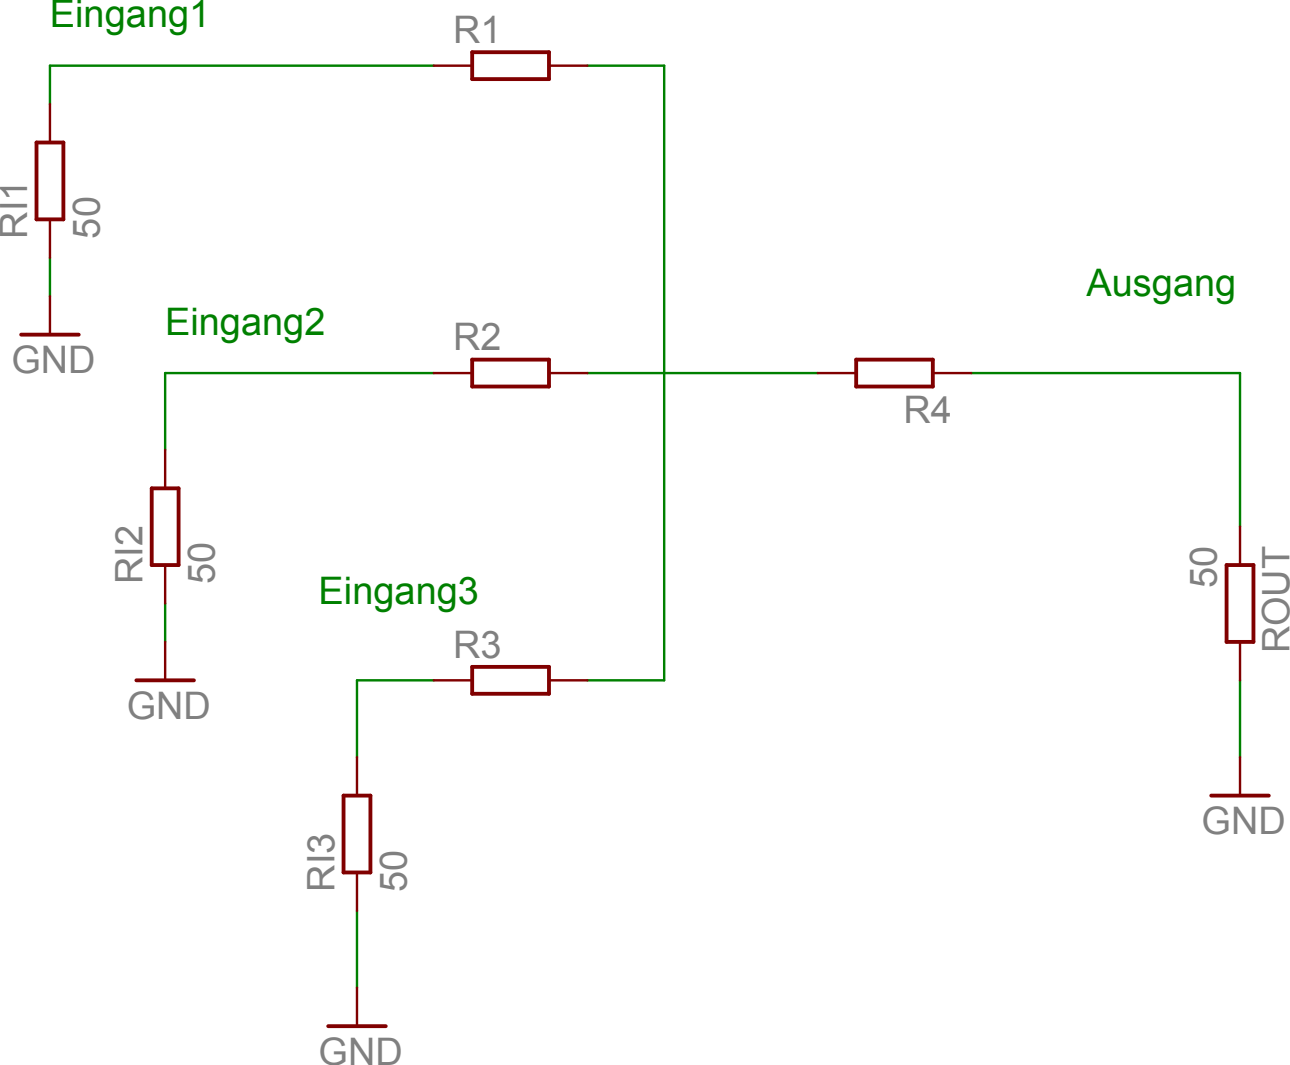 Eingang1
R1
RI1
50
GND
Eingang2
R2
Ausgang
R4
RI2
50
GND
Eingang3
R3
50
ROUT
GND
RI3
50
GND